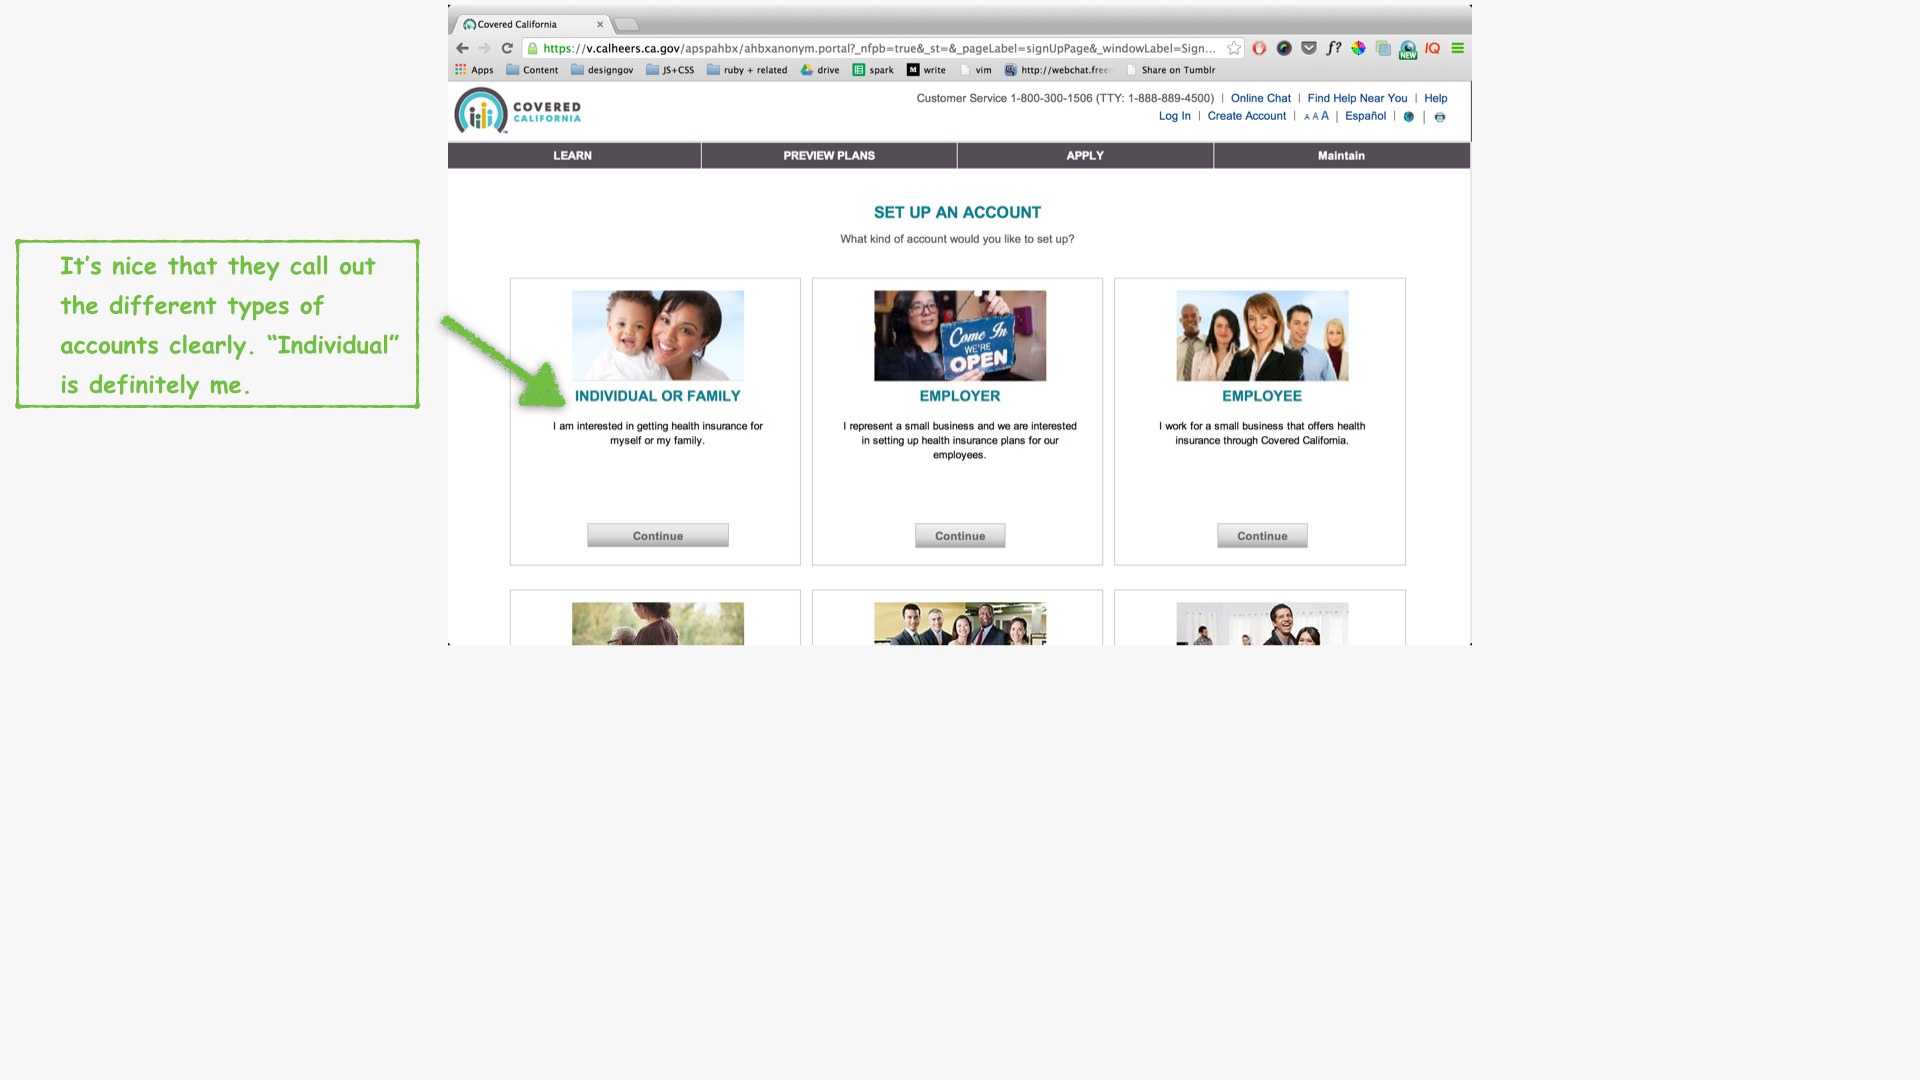 Covered California
https://v.calheers.ca.gov/apspahbx/ahbxanonym.portal?_nfpb=true&_st=&_pageLabel=signUpPage&_windowLabel=Sign...
f?
NEW
IQ
Apps Content designgov JS+CSS ruby + related drive spark M write vim http://webchat.free Share on Tumblr
COVERED
CALIFORNIA
Customer Service 1-800-300-1506 (TTY: 1-888-889-4500) | Online Chat | Find Help Near You | Help
Log In | Create Account | A A A | Español |
LEARN PREVIEW PLANS APPLY Maintain
SET UP AN ACCOUNT
What kind of account would you like to set up?
It's nice that they call out
the different types of
accounts clearly. “Individual”
is definitely me.
INDIVIDUAL OR FAMILY
I am interested in getting health insurance for
myself or my family.
Continue
Come In
WE'RE
OPEN
EMPLOYER
I represent a small business and we are interested
in setting up health insurance plans for our
employees.
Continue
EMPLOYEE
I work for a small business that offers health
insurance through Covered California.
Continue